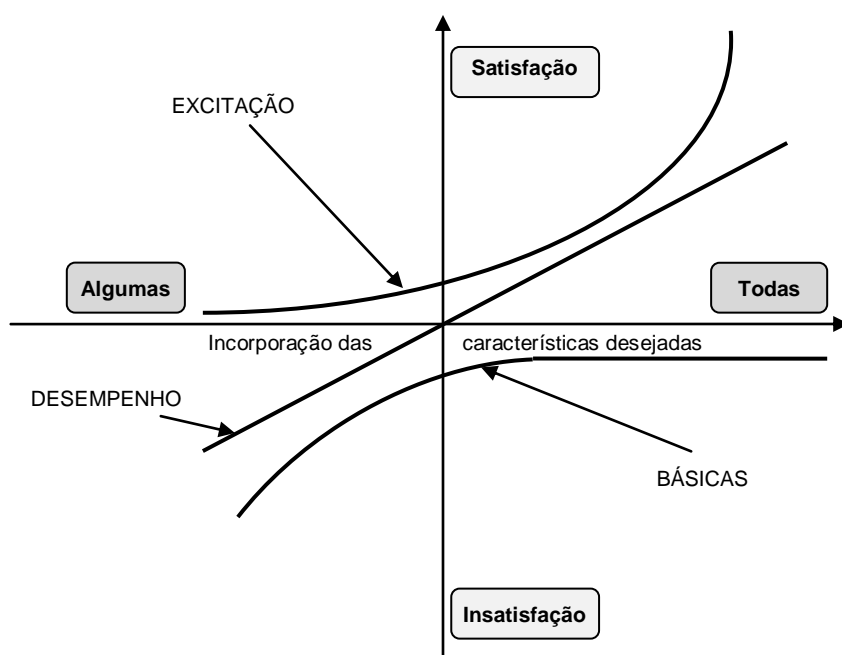 Satisfação
EXCITAÇÃO
Algumas
Todas
Incorporação das características desejadas
DESEMPENHO
BÁSICAS
Insatisfação